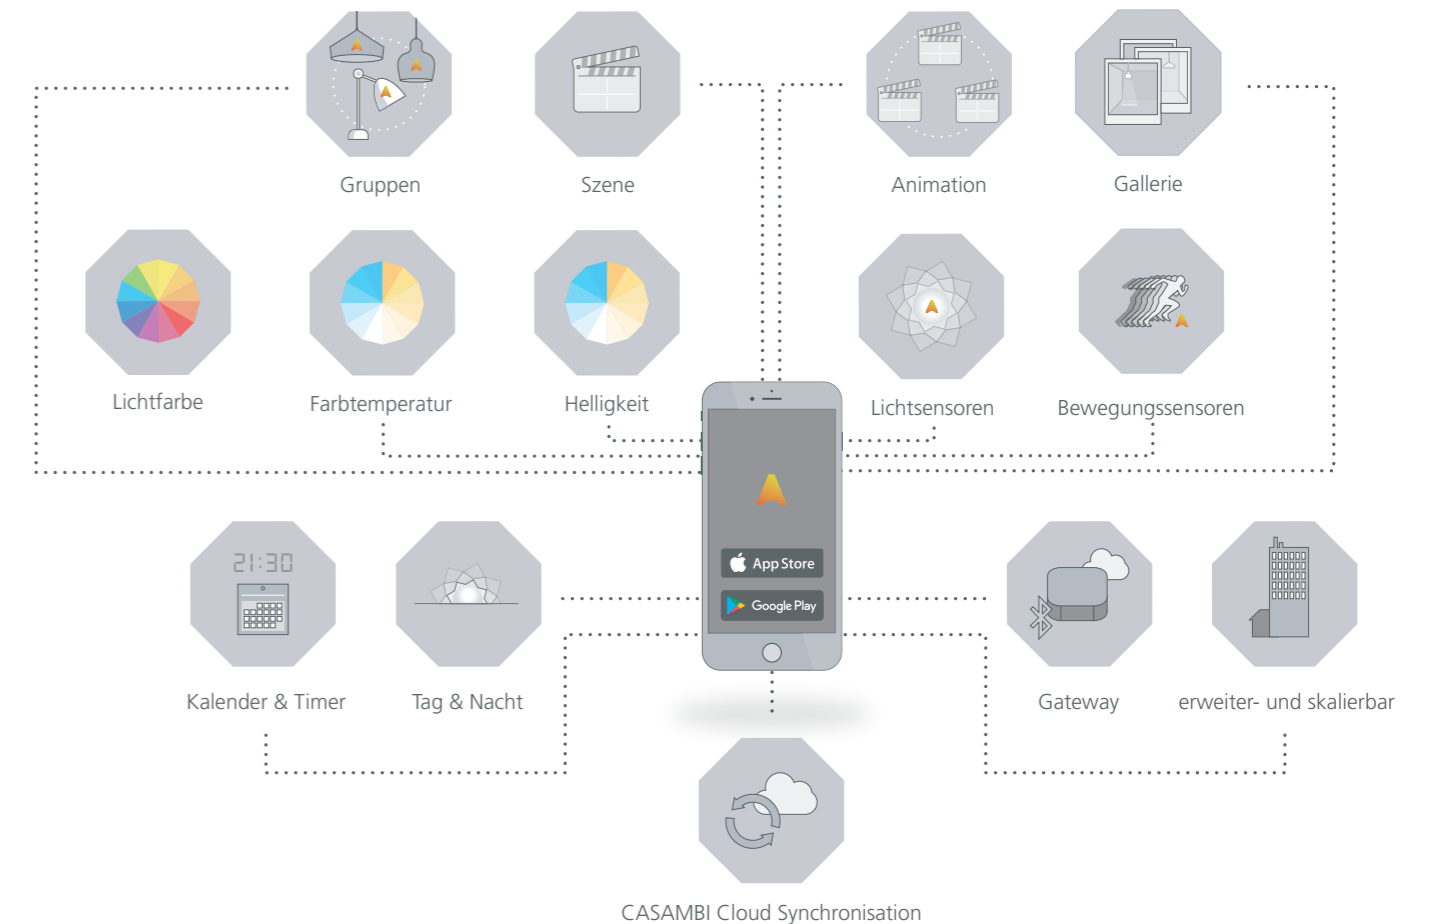 Gruppen
Szene
Animation
Gallerie
Lichtfarbe
Farbtemperatur
Helligkeit
Lichtsensoren
Bewegungssensoren
21:30
App Store
Google Play
Kalender & Timer
Tag & Nacht
Gateway
erweiter- und skalierbar
CASAMBI Cloud Synchronisation